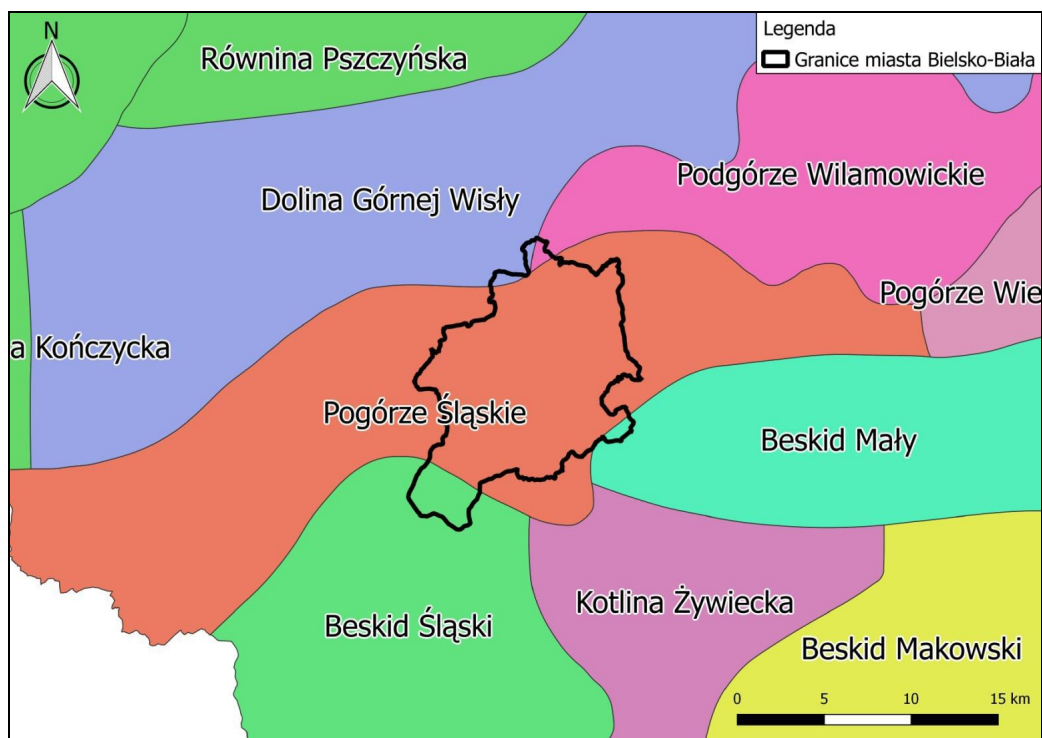 N
Legenda
Granice miasta Bielsko-Biała
Równina Pszczyńska
Podgórze Wilamowickie
Dolina Górnej Wisły
Pogórze Wie
a Kończycka
Pogórze Śląskie
Beskid Mały
Kotlina Żywiecka
Beskid Śląski
Beskid Makowski
0 5 10 15 km